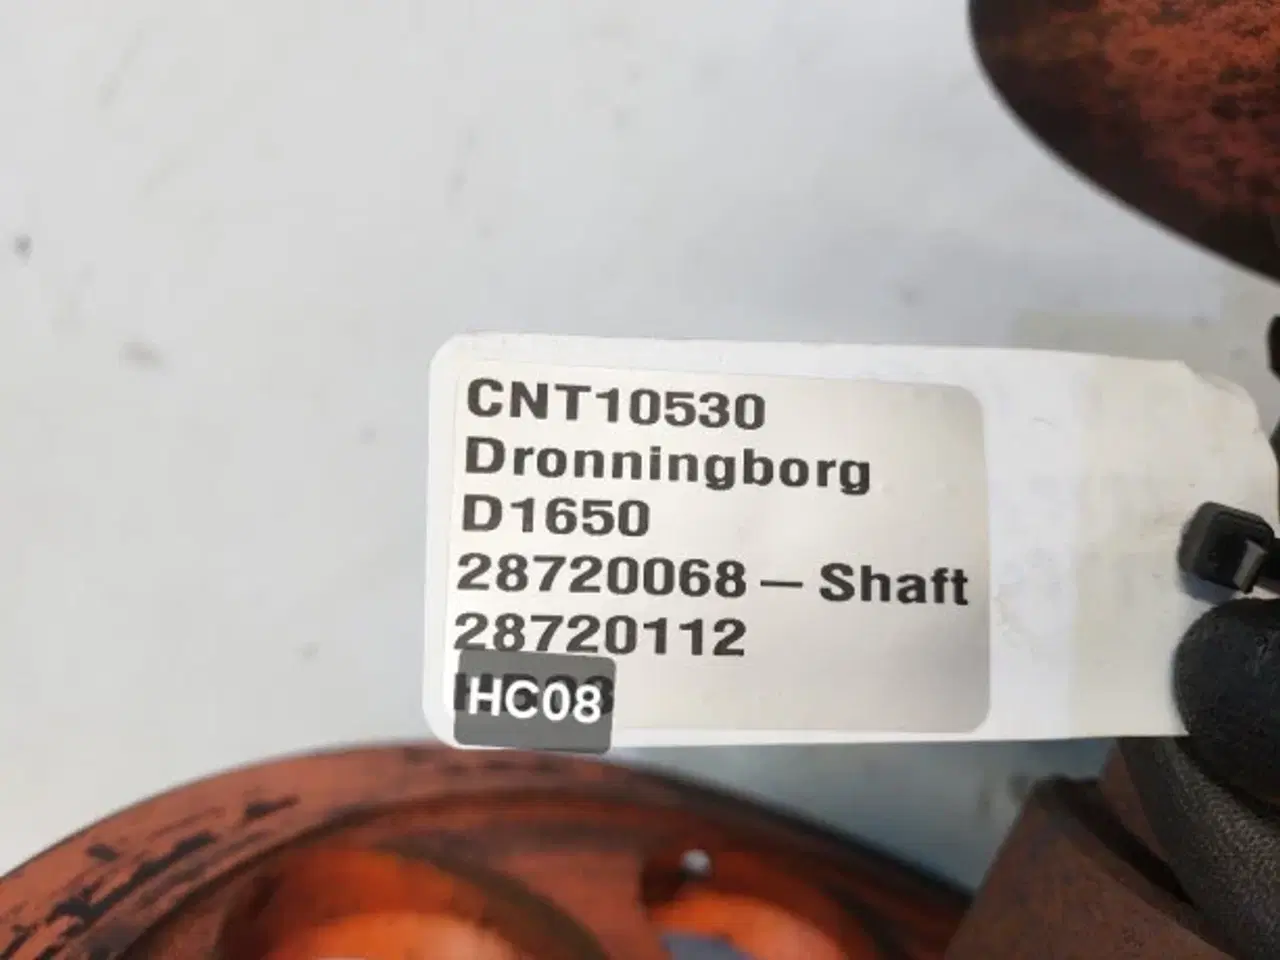 CNT10530
Dronningborg
D1650
28720068 – Shaft
28720112
HC08